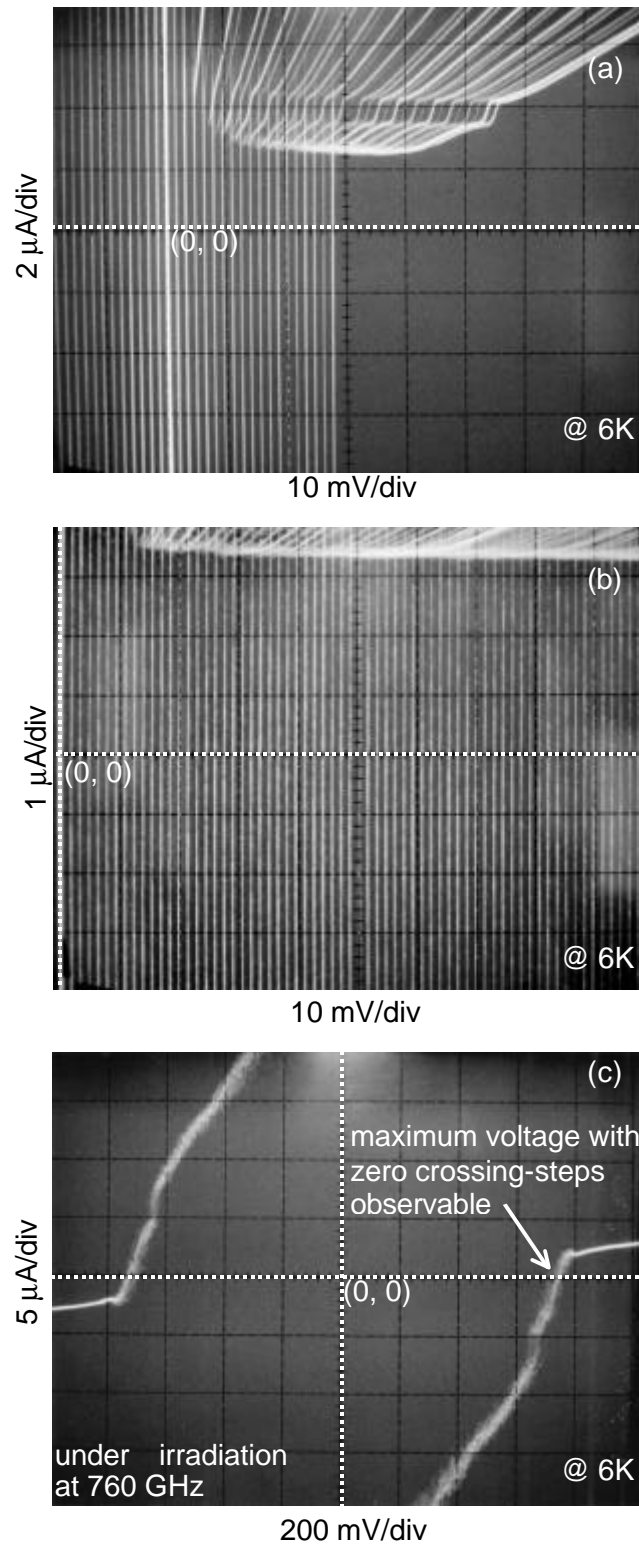 (a)
2 μA/div
(0, 0)
@ 6K
10 mV/div
(b)
1 μA/div
(0, 0)
@ 6K
10 mV/div
(c)
maximum voltage with
zero crossing-steps
observable
5 μA/div
(0, 0)
under irradiation
at 760 GHz
@ 6K
200 mV/div